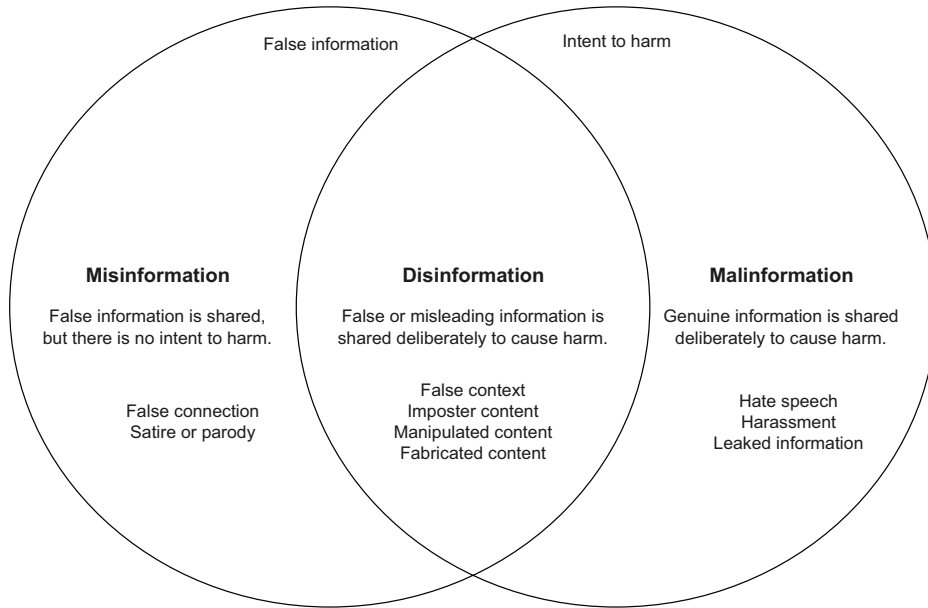 False information
Intent to harm
Misinformation
False information is shared,
but there is no intent to harm.
False connection
Satire or parody
Disinformation
False or misleading information is
shared deliberately to cause harm.
False context
Imposter content
Manipulated content
Fabricated content
Malinformation
Genuine information is shared
deliberately to cause harm.
Hate speech
Harassment
Leaked information